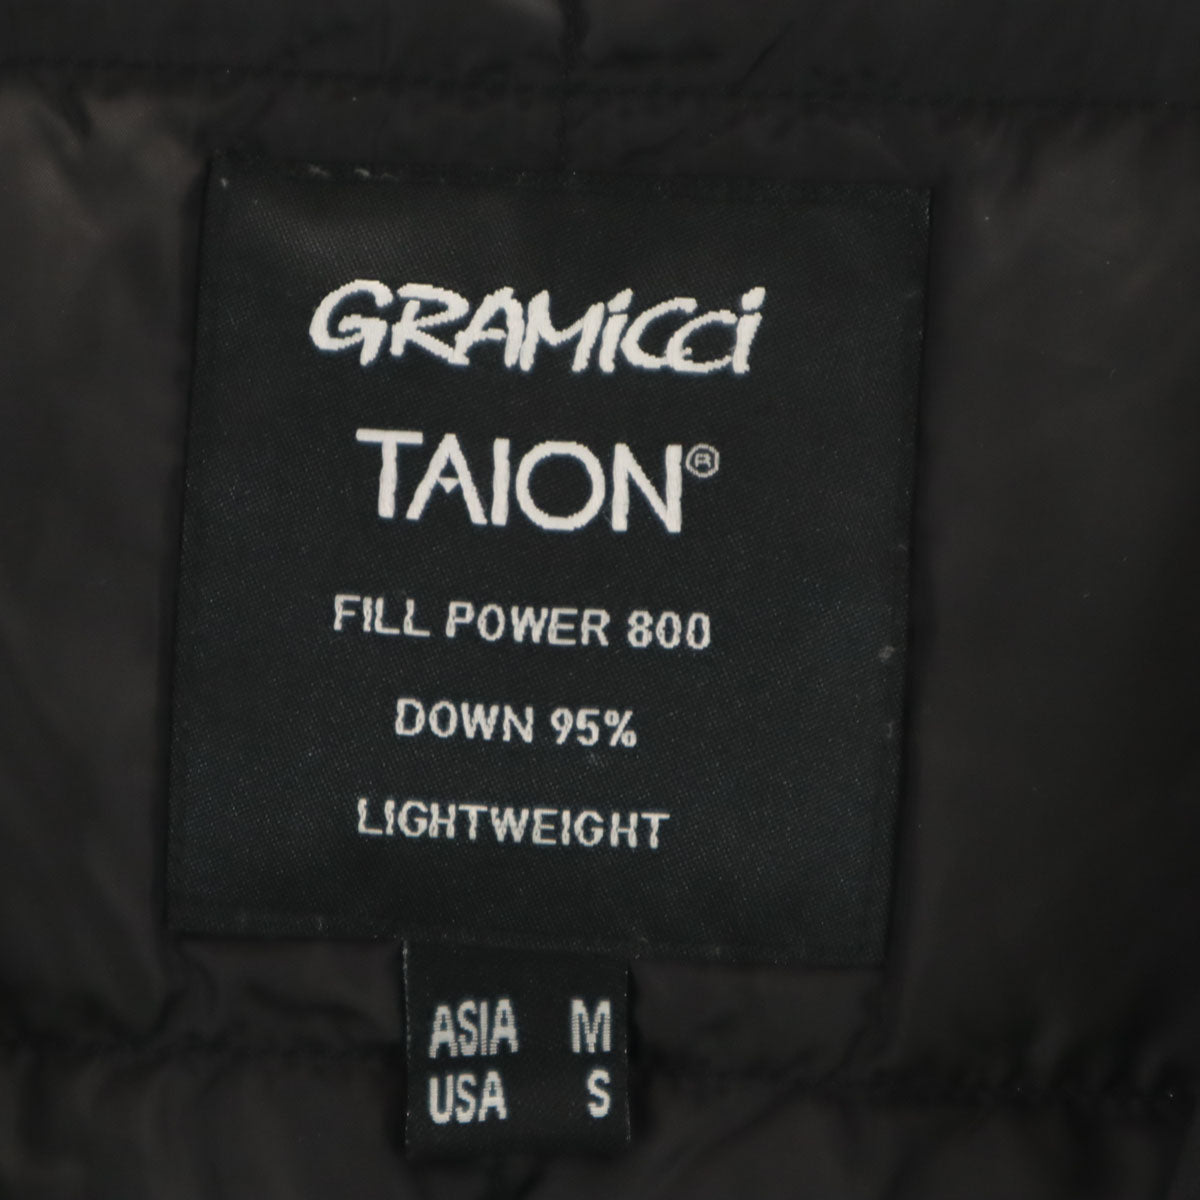 GRAMiCCi
TAION®
FILL POWER 800
DOWN 95%
LIGHTWEIGHT
ASIA M
USA S